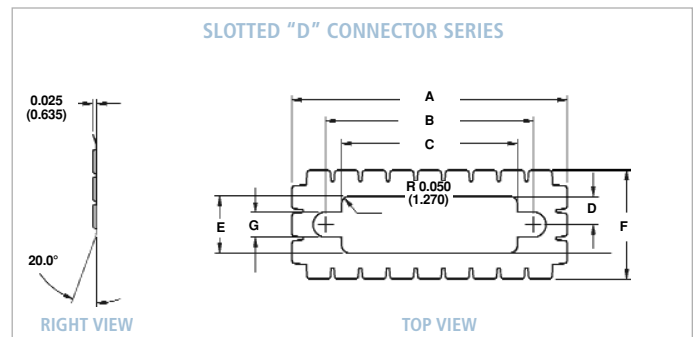 SLOTTED "D" CONNECTOR SERIES
0.025
(0.635)
A
B
C
R 0.050
(1.270)
D
E
G
F
20.0°
RIGHT VIEW
TOP VIEW